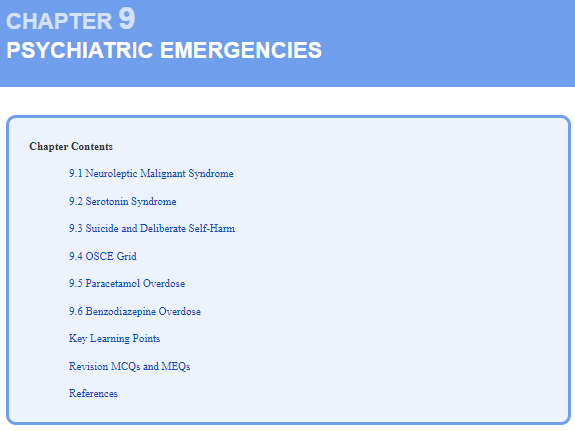 CHAPTER 9
PSYCHIATRIC EMERGENCIES
Chapter Contents
9.1 Neuroleptic Malignant Syndrome
9.2 Serotonin Syndrome
9.3 Suicide and Deliberate Self-Harm
9.4 OSCE Grid
9.5 Paracetamol Overdose
9.6 Benzodiazepine Overdose
Key Learning Points
Revision MCQs and MEQs
References